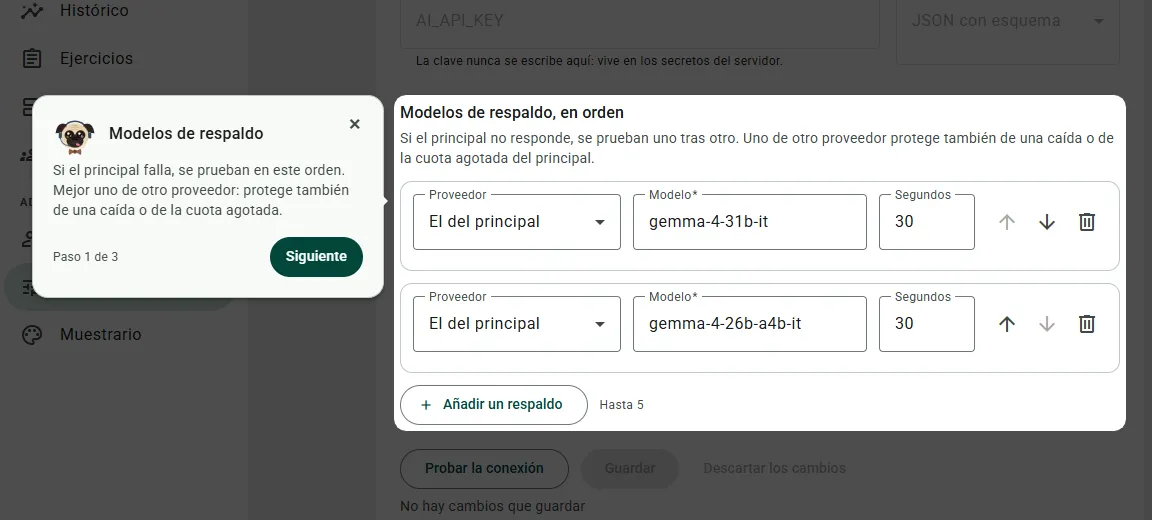 Histórico
AI_API_KEY
JSON con esquema
Ejercicios
La clave nunca se escribe aquí: vive en los secretos del servidor.
Modelos de respaldo
Si el principal falla, se prueban en este orden.
Mejor uno de otro proveedor: protege también
de una caída o de la cuota agotada.
Paso 1 de 3
Siguiente
Modelos de respaldo, en orden
Si el principal no responde, se prueban uno tras otro. Uno de otro proveedor protege también de una caída o de
la cuota agotada del principal.
Proveedor
El del principal
Modelo*
gemma-4-31b-it
Segundos
30
Proveedor
El del principal
Modelo*
gemma-4-26b-a4b-it
Segundos
30
Muestrario
+ Añadir un respaldo
Hasta 5
Probar la conexión
Guardar
Descartar los cambios
No hay cambios que guardar